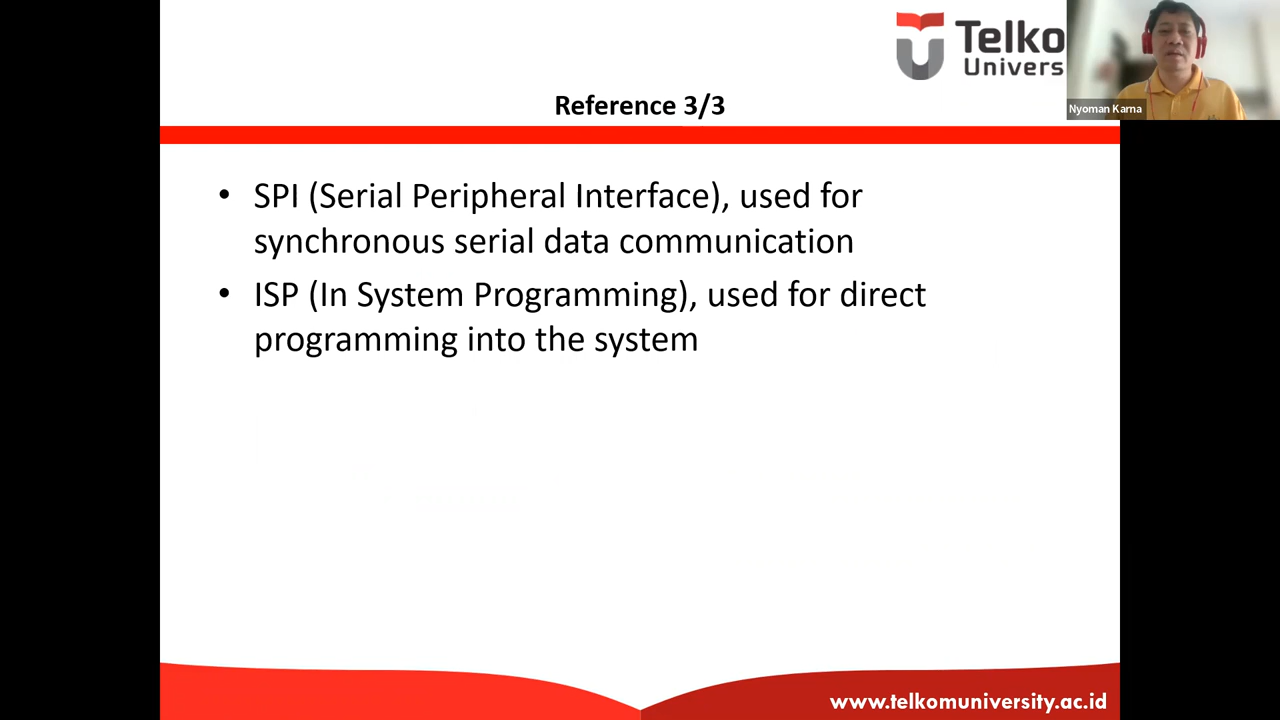 Telko
Univers
Nyoman Karna
Reference 3/3
• SPI (Serial Peripheral Interface), used for
synchronous serial data communication
• ISP (In System Programming), used for direct
programming into the system
www.telkomuniversity.ac.id